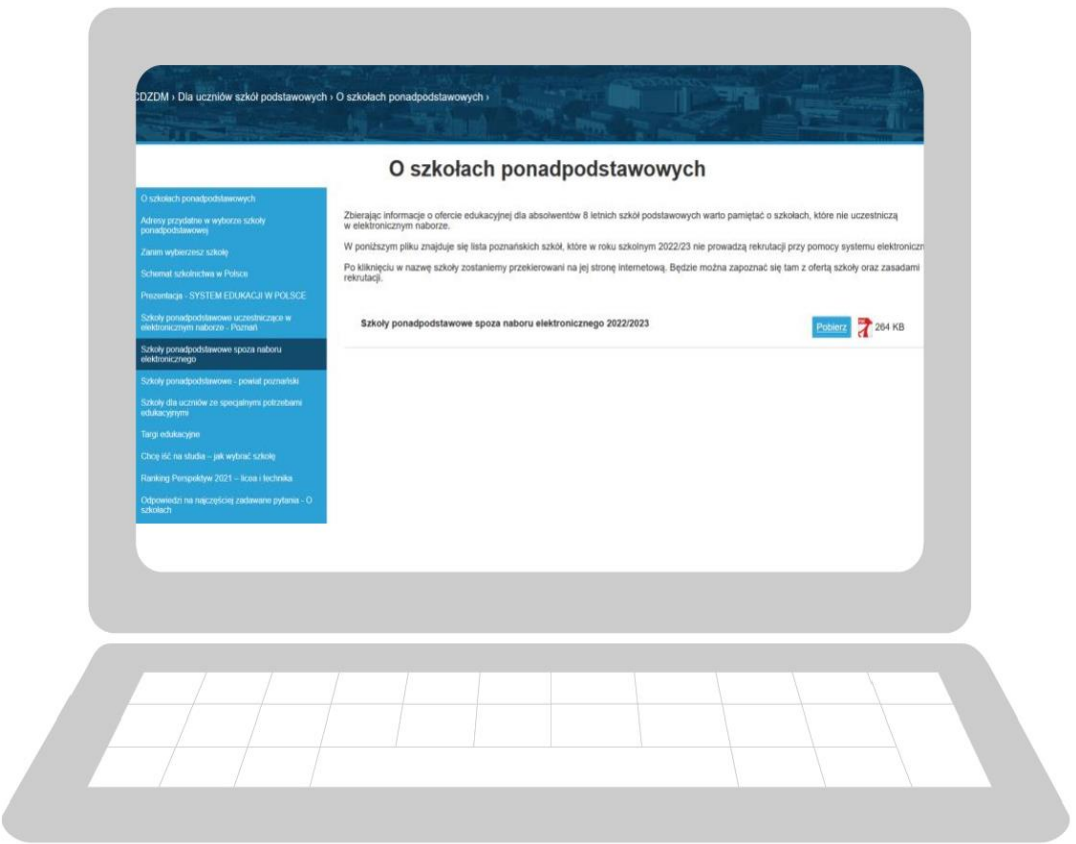 CDZDM › Dla uczniów szkół podstawowych › O szkołach ponadpodstawowych ›
O szkołach ponadpodstawowych
O szkołach ponadpodstawowych
Adresy przydatne w wyborze szkoły
ponadpodstawowej
Zanim wybierzesz szkołę
Schemat szkolnictwa w Polsce
Prezentacja - SYSTEM EDUKACJI W POLSCE
Szkoły ponadpodstawowe uczestniczące w
elektronicznym naborze - Poznań
Szkoły ponadpodstawowe spoza naboru
elektronicznego
Szkoły ponadpodstawowe - powiat poznański
Szkoły dla uczniów ze specjalnymi potrzebami
edukacyjnymi
Targi edukacyjne
Chcę iść na studia – jak wybrać szkołę
Ranking Perspektyw 2021 – licea i technika
Odpowiedzi na najczęściej zadawane pytania - O
szkołach
Zbierając informacje o ofercie edukacyjnej dla absolwentów 8 letnich szkół podstawowych warto pamiętać o szkołach, które nie uczestniczą
w elektronicznym naborze.
W poniższym pliku znajduje się lista poznańskich szkół, które w roku szkolnym 2022/23 nie prowadzą rekrutacji przy pomocy systemu elektroniczn
Po kliknięciu w nazwę szkoły zostaniemy przekierowani na jej stronę internetową. Będzie można zapoznać się tam z ofertą szkoły oraz zasadami
rekrutacji.
Szkoły ponadpodstawowe spoza naboru elektronicznego 2022/2023
Pobierz 264 KB